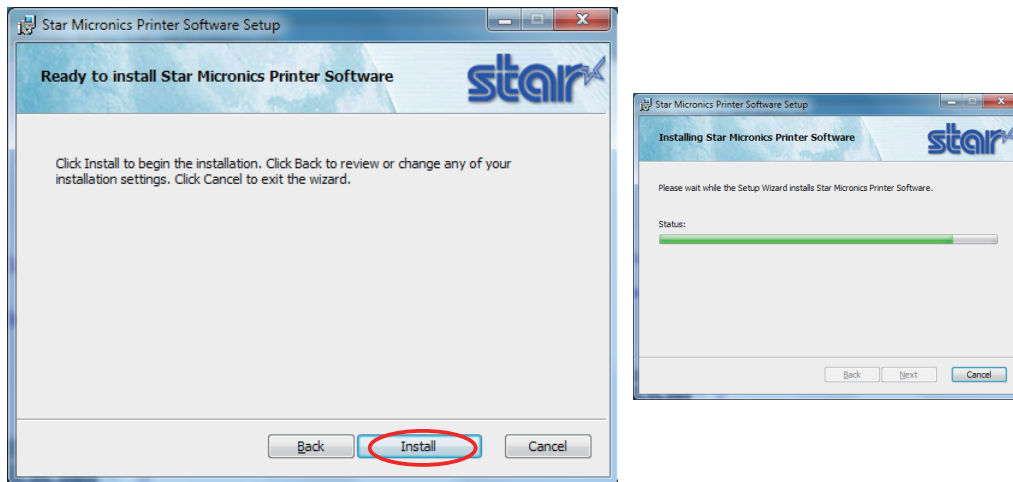 Star Micronics Printer Software Setup
Ready to install Star Micronics Printer Software
star
Click Install to begin the installation. Click Back to review or change any of your
installation settings. Click Cancel to exit the wizard.
Back
Install
Cancel
Star Micronics Printer Software Setup
Installing Star Micronics Printer Software
star
Please wait while the Setup Wizard installs Star Micronics Printer Software.
Status:
Back
Next
Cancel